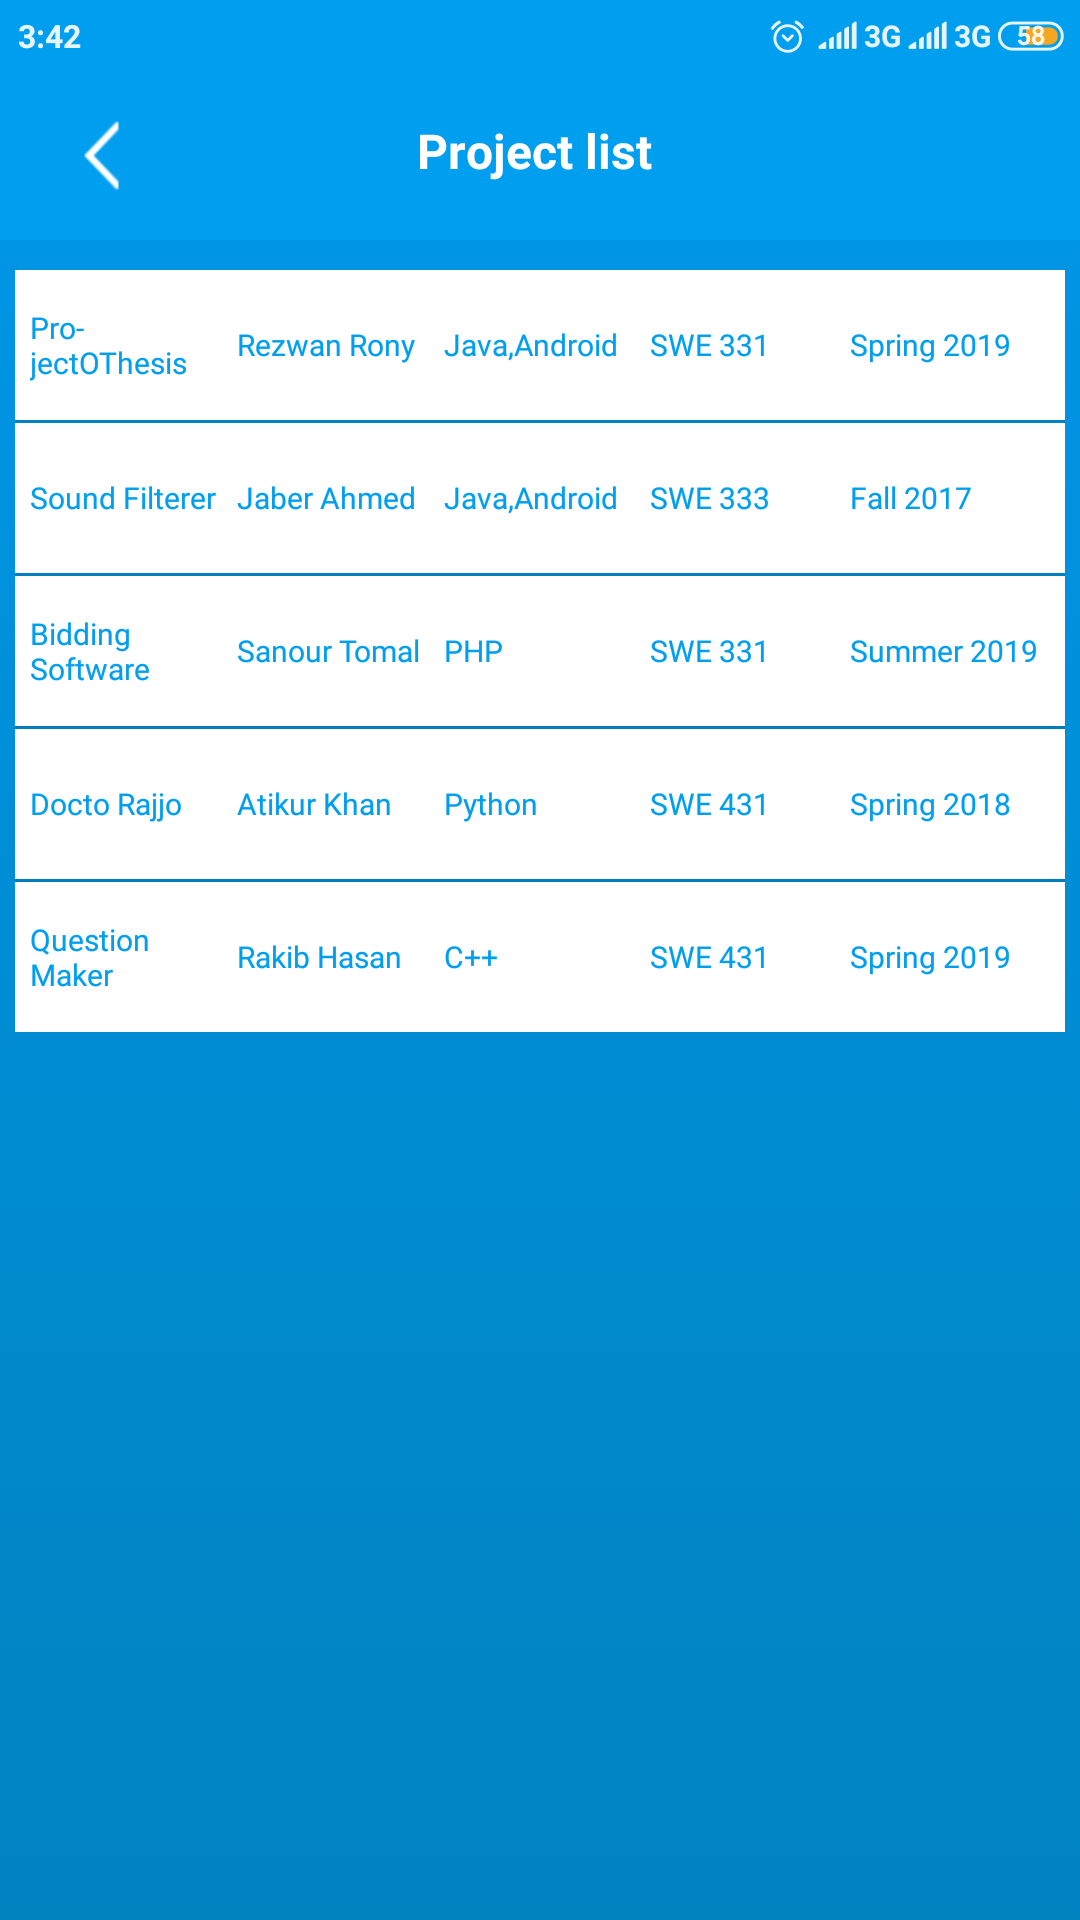 3:42 3G 3G 58
Project list
Pro-
jectOThesis Rezwan Rony Java,Android SWE 331 Spring 2019
Sound Filterer Jaber Ahmed Java,Android SWE 333 Fall 2017
Bidding
Software Sanour Tomal PHP SWE 331 Summer 2019
Docto Rajjo Atikur Khan Python SWE 431 Spring 2018
Question
Maker Rakib Hasan C++ SWE 431 Spring 2019